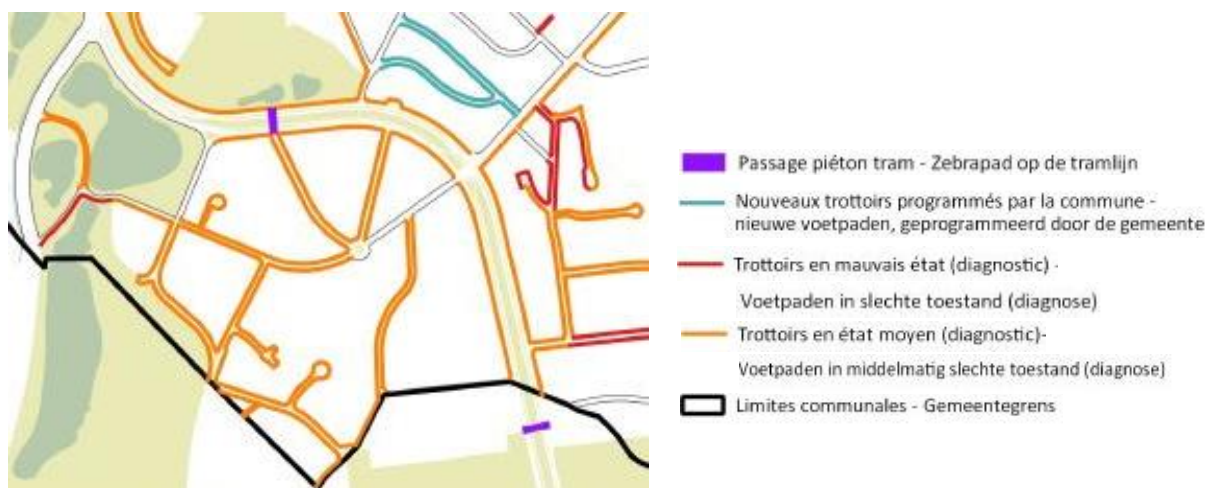 Passage piéton tram - Zebrapad op de tramlijn
Nouveaux trottoirs programmés par la commune -
nieuwe voetpaden, geprogrammeerd door de gemeente
Trottoirs en mauvais état (diagnostic) -
Voetpaden in slechte toestand (diagnose)
Trottoirs en état moyen (diagnostic)-
Voetpaden in middelmatig slechte toestand (diagnose)
Limites communales - Gemeentegrens